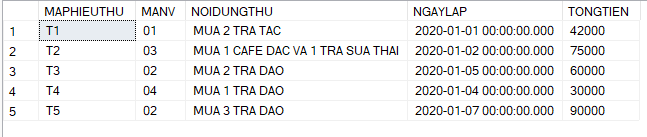 MAPHIEUTHU MANV NOIDUNGTHU NGAYLAP TONGTIEN
1 T1 01 MUA 2 TRA TAC 2020-01-01 00:00:00.000 42000
2 T2 03 MUA 1 CAFE DAC VA 1 TRA SUA THAI 2020-01-02 00:00:00.000 75000
3 T3 02 MUA 2 TRA DAO 2020-01-05 00:00:00.000 60000
4 T4 04 MUA 1 TRA DAO 2020-01-04 00:00:00.000 30000
5 T5 02 MUA 3 TRA DAO 2020-01-07 00:00:00.000 90000